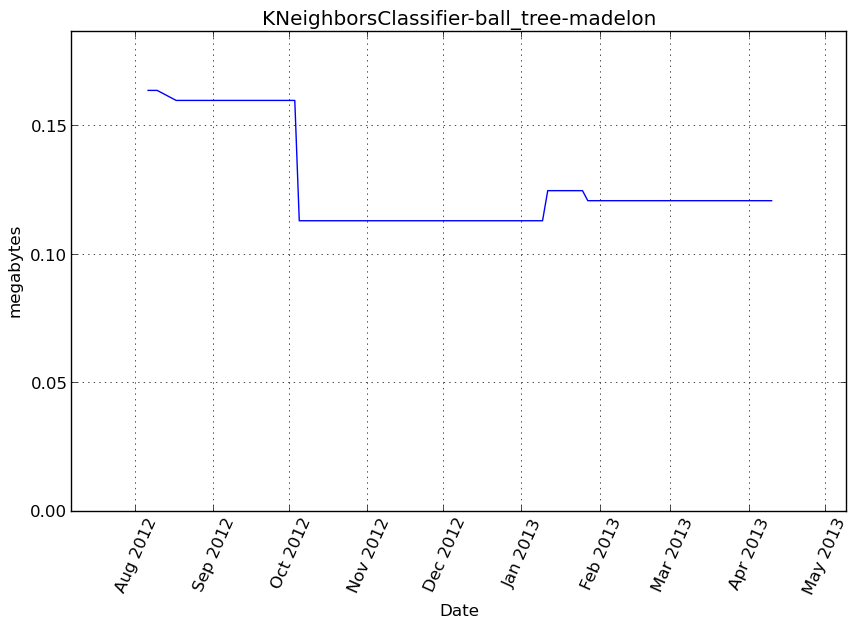 KNeighborsClassifier-ball_tree-madelon
megabytes
0.15
0.10
0.05
0.00
Aug 2012
Sep 2012
Oct 2012
Nov 2012
Dec 2012
Jan 2013
Feb 2013
Mar 2013
Apr 2013
May 2013
Date